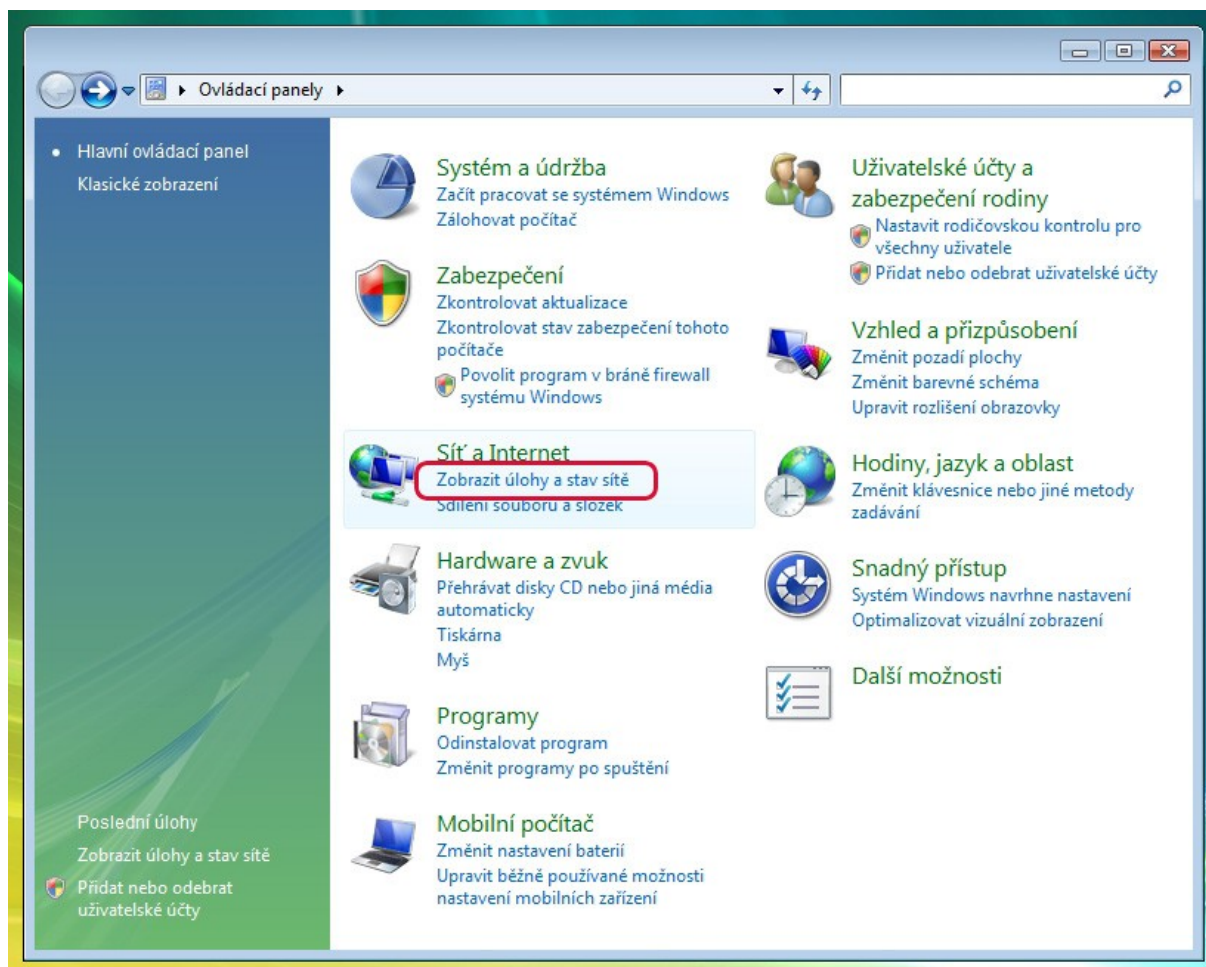 Ovládací panely
Hlavní ovládací panel
Klasické zobrazení
Poslední úlohy
Zobrazit úlohy a stav sítě
Přidat nebo odebrat
uživatelské účty
Systém a údržba
Začít pracovat se systémem Windows
Zálohovat počítač
Zabezpečení
Zkontrolovat aktualizace
Zkontrolovat stav zabezpečení tohoto
počítače
Povolit program v bráně firewall
systému Windows
Síť a Internet
Zobrazit úlohy a stav sítě
Sdílení souborů a složek
Hardware a zvuk
Přehrávat disky CD nebo jiná média
automaticky
Tiskárna
Myš
Programy
Odinstalovat program
Změnit programy po spuštění
Mobilní počítač
Změnit nastavení baterií
Upravit běžně používané možnosti
nastavení mobilních zařízení
Uživatelské účty a
zabezpečení rodiny
Nastavit rodičovskou kontrolu pro
všechny uživatele
Přidat nebo odebrat uživatelské účty
Vzhled a přizpůsobení
Změnit pozadí plochy
Změnit barevné schéma
Upravit rozlišení obrazovky
Hodiny, jazyk a oblast
Změnit klávesnice nebo jiné metody
zadávání
Snadný přístup
Systém Windows navrhne nastavení
Optimalizovat vizuální zobrazení
Další možnosti